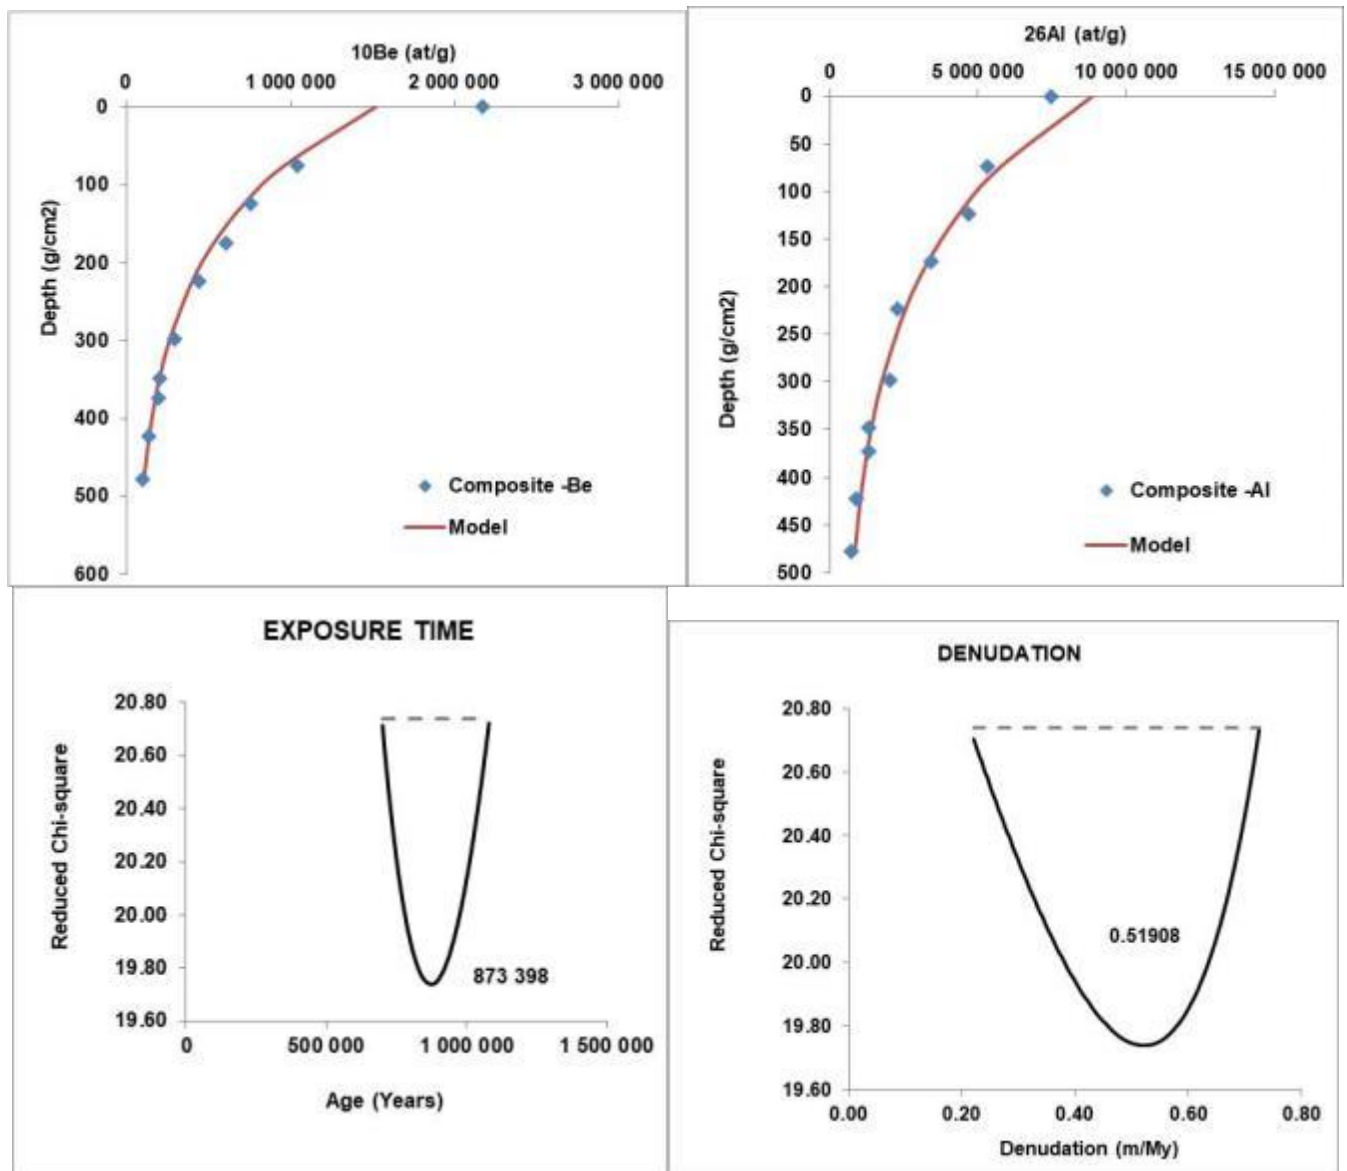 10Be (at/g)
0 1 000 000 2 000 000 3 000 000
0
100
200
300
400
500
600
Depth (g/cm2)
Composite -Be
Model
26Al (at/g)
0 5 000 000 10 000 000 15 000 000
0
50
100
150
200
250
300
350
400
450
500
Depth (g/cm2)
Composite -Al
Model
EXPOSURE TIME
20.80
20.60
20.40
20.20
20.00
19.80
19.60
Reduced Chi-square
873 398
0 500 000 1 000 000 1 500 000
Age (Years)
DENUDATION
20.80
20.60
20.40
20.20
20.00
19.80
19.60
Reduced Chi-square
0.51908
0.00 0.20 0.40 0.60 0.80
Denudation (m/My)